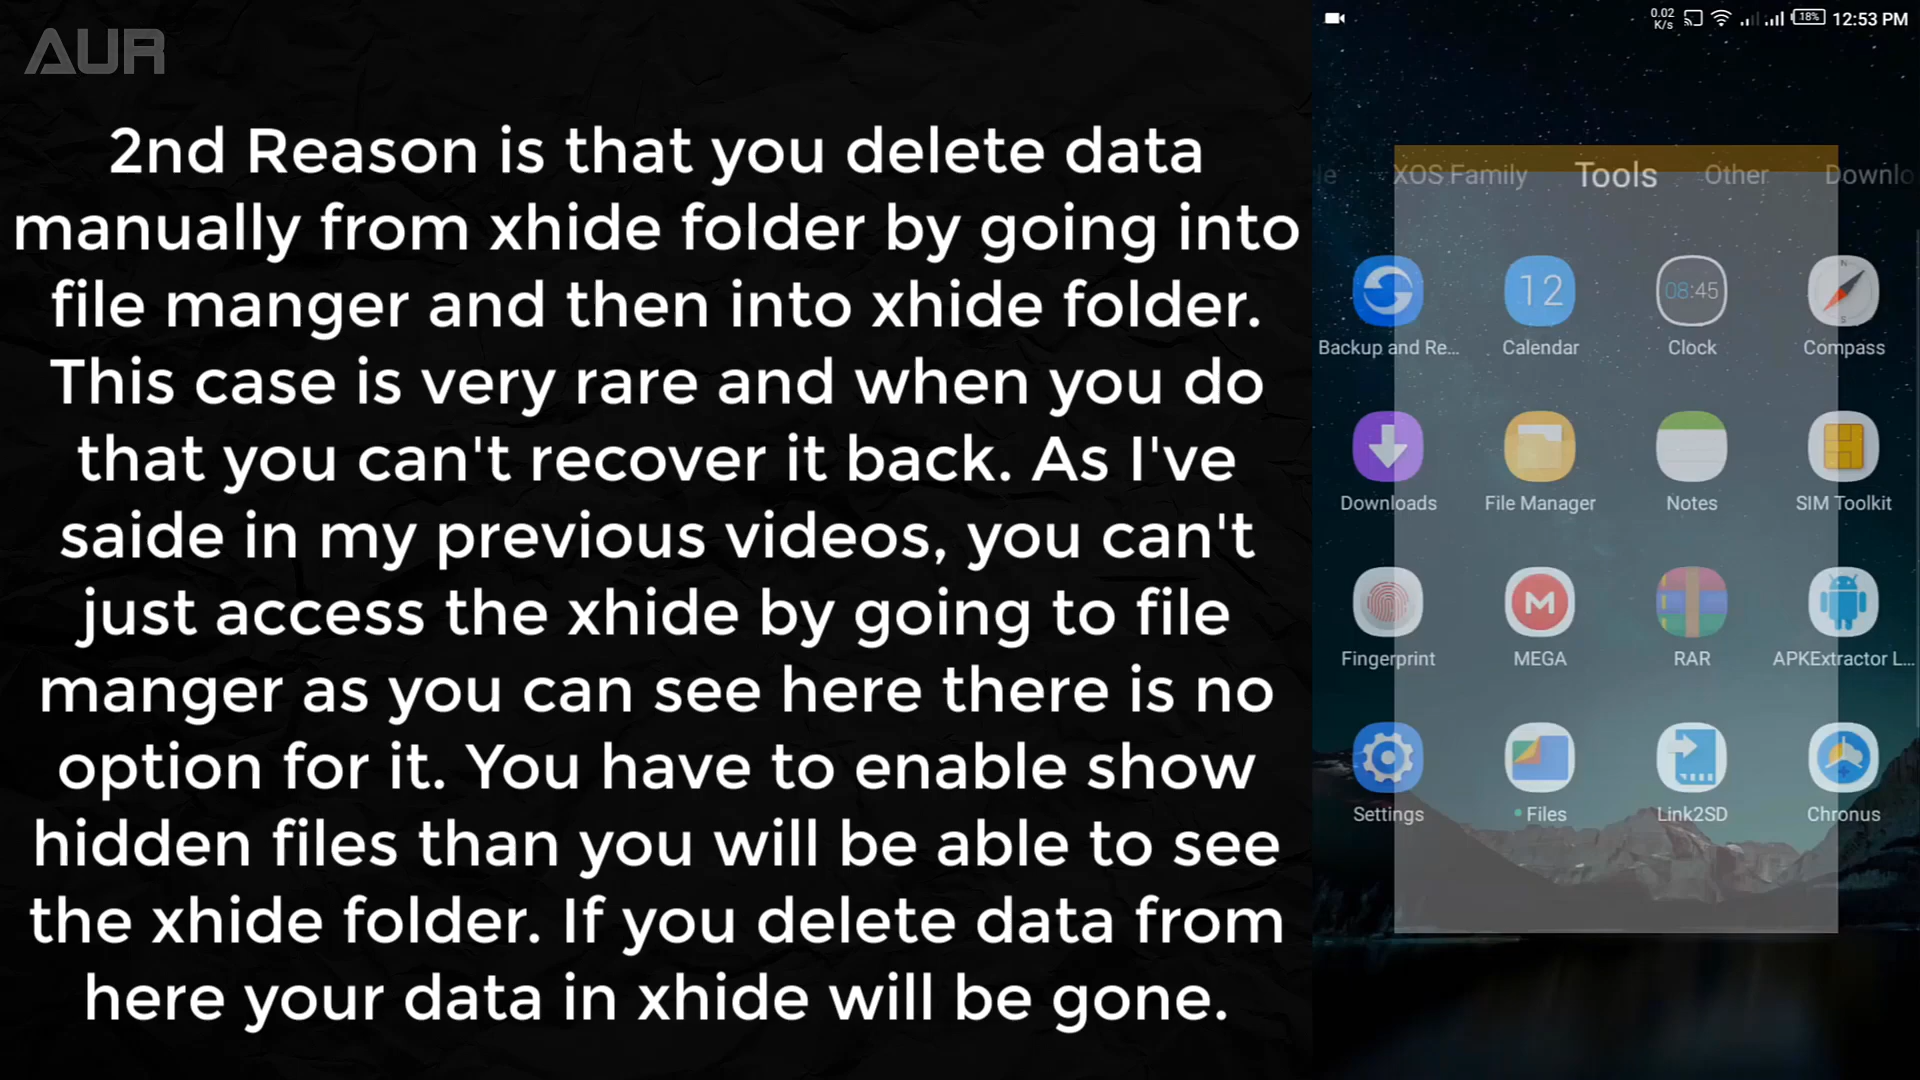 AUR
2nd Reason is that you delete data
manually from xhide folder by going into
file manger and then into xhide folder.
This case is very rare and when you do
that you can't recover it back. As I've
saide in my previous videos, you can't
just access the xhide by going to file
manger as you can see here there is no
option for it. You have to enable show
hidden files than you will be able to see
the xhide folder. If you delete data from
here your data in xhide will be gone.
0.02
K/s
18%
12:53 PM
le XOS Family Tools Other Downlo
12
08:45
N
S
Backup and Re... Calendar Clock Compass
Downloads File Manager Notes SIM Toolkit
M
Fingerprint MEGA RAR APKExtractor L...
Settings Files Link2SD Chronus